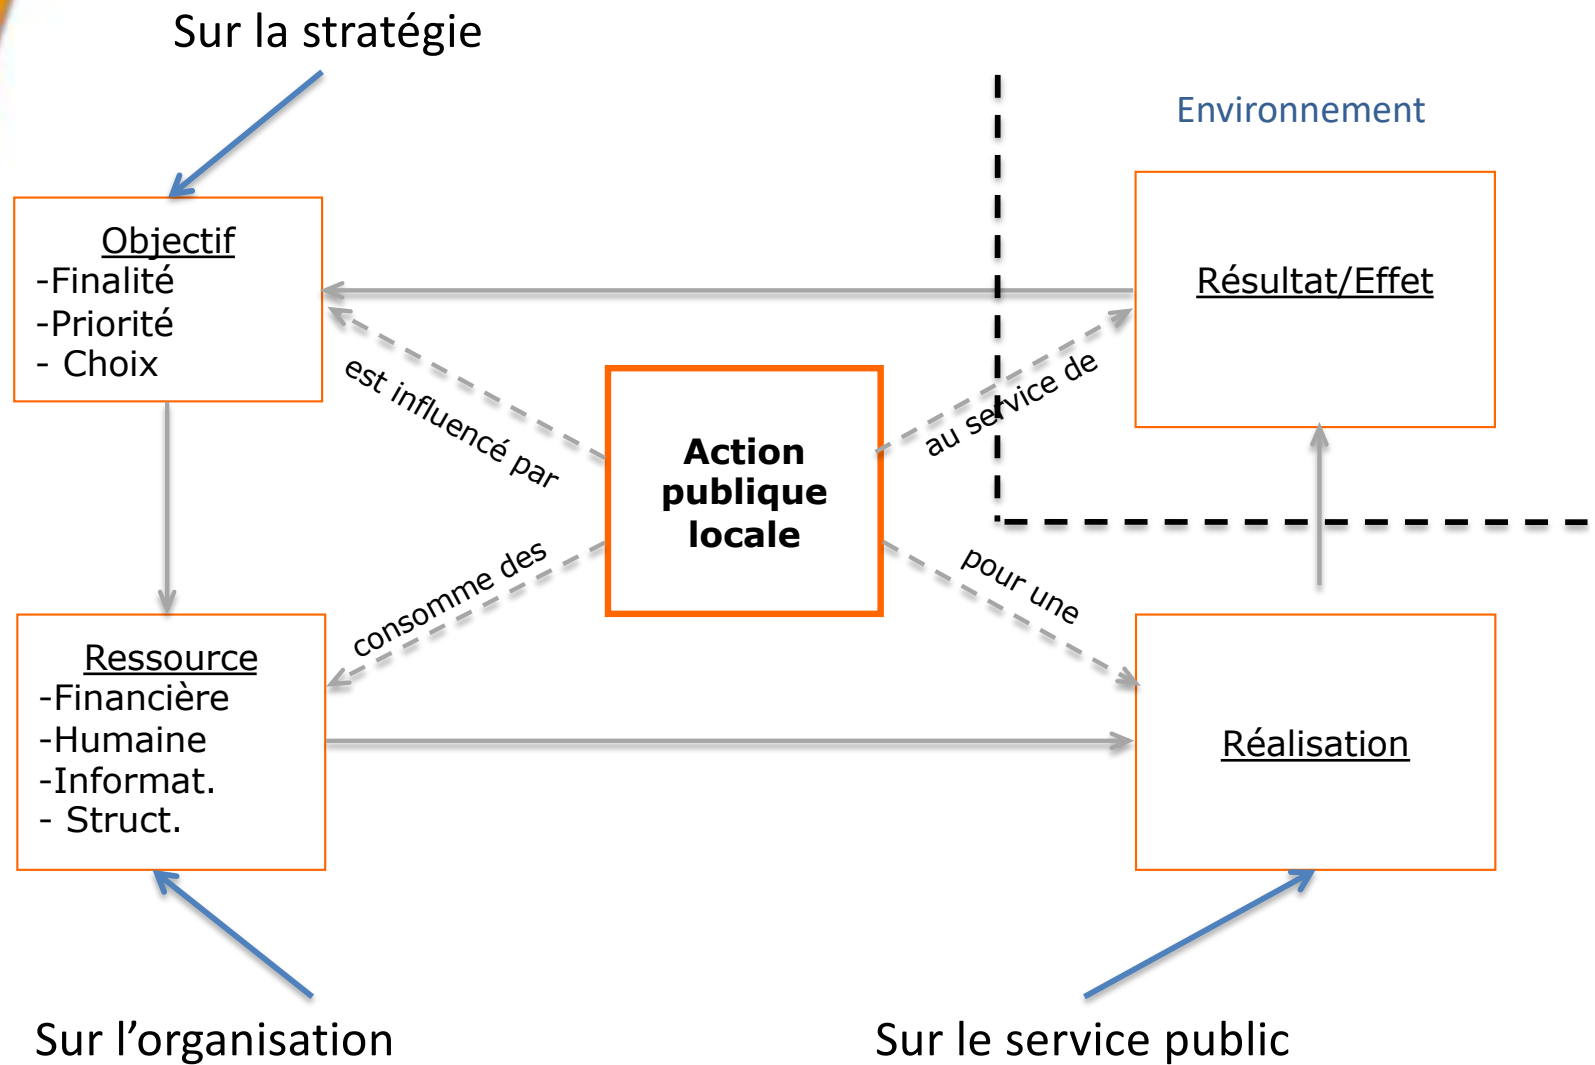 Sur la stratégie
Environnement
Objectif
-Finalité
-Priorité
- Choix
Résultat/Effet
est influencé par
au service de
Action
publique
locale
consomme des
pour une
Ressource
-Financière
-Humaine
-Informat.
- Struct.
Réalisation
Sur l’organisation
Sur le service public